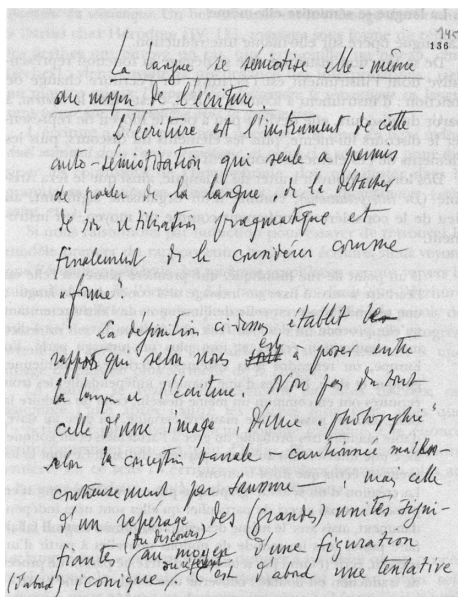 145
136
La langue se sémiotise elle-même
au moyen de l'écriture.
L'écriture est l'instrument de cette
auto-sémiotisation qui seule a permis
de parler de la langue, de la détacher
de son utilisation pragmatique et
finalement de la considérer comme
"forme".
La définition ci-dessus établit le
rapport qui selon nous est à poser entre
la langue et l'écriture. Non pas du tout
celle d'une image, d'une "photographie"
selon la conception banale – cautionnée malen-
contreusement par Saussure – ; mais celle
d'un repérage des (grandes) unités signi-
fiantes (du discours) au moyen d'une figuration
(d'abord) iconique. C'est d'abord une tentative